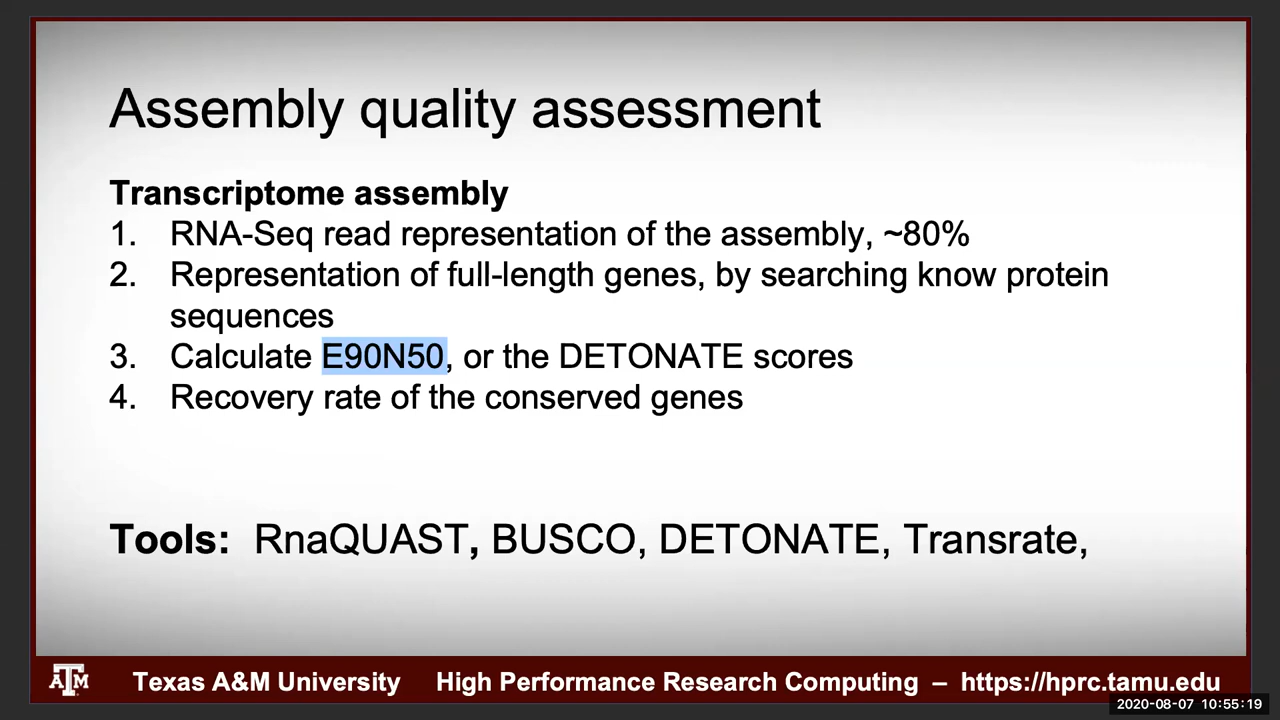 Assembly quality assessment
Transcriptome assembly
1. RNA-Seq read representation of the assembly, ~80%
2. Representation of full-length genes, by searching know protein
sequences
3. Calculate E90N50, or the DETONATE scores
4. Recovery rate of the conserved genes
Tools: RnaQUAST, BUSCO, DETONATE, Transrate,
ATM Texas A&M University High Performance Research Computing – https://hprc.tamu.edu
2020-08-07 10:55:19